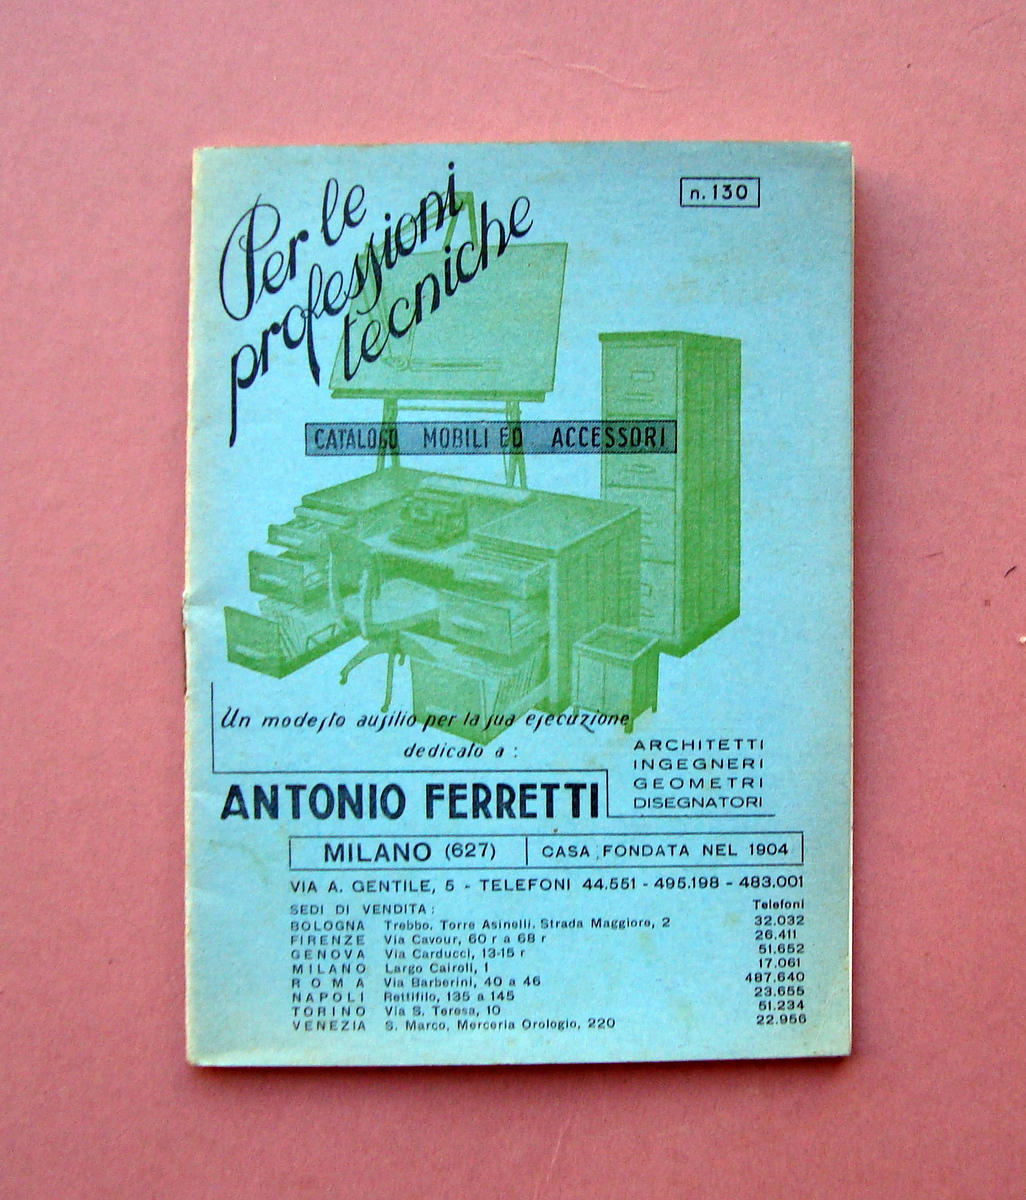 Per le
professioni
tecniche
n. 130
CATALOGO MOBILI ED ACCESSORI
Un modesto ausilio per la sua esecuzione
dedicato a :
ARCHITETTI
INGEGNERI
GEOMETRI
DISEGNATORI
ANTONIO FERRETTI
MILANO (627) CASA FONDATA NEL 1904
VIA A. GENTILE, 5 - TELEFONI 44.551 - 495.198 - 483.001
SEDI DI VENDITA : Telefoni
BOLOGNA Trebbo. Torre Asinelli. Strada Maggiore, 2 32.032
FIRENZE Via Cavour, 60 r a 68 r 26.411
GENOVA Via Carducci, 13-15 r 51.652
MILANO Largo Cairoli, 1 17.061
ROMA Via Barberini, 40 a 46 487.640
NAPOLI Rettifilo, 135 a 145 23.655
TORINO Via S. Teresa, 10 51.234
VENEZIA S. Marco, Merceria Orologio, 220 22.956